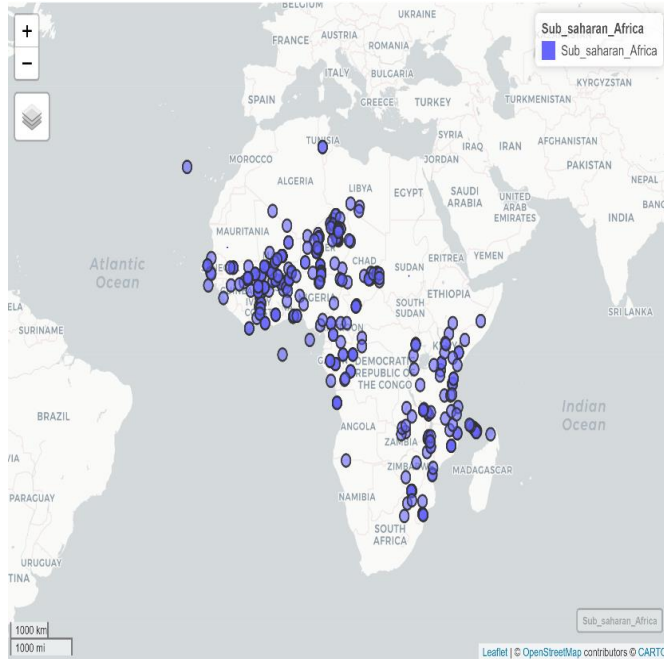 BELGIUM
UKRAINE
+
Sub_saharan_Africa
Sub_saharan_Africa
FRANCE
AUSTRIA
ROMANIA
−
ITALY
BULGARIA
KYRGYZSTAN
SPAIN
GREECE
TURKEY
TURKMENISTAN
TUNISIA
SYRIA
IRAQ
IRAN
AFGHANISTAN
MOROCCO
JORDAN
PAKISTAN
ALGERIA
LIBYA
EGYPT
SAUDI
ARABIA
UNITED
ARAB
EMIRATES
NEPAL
INDIA
MAURITANIA
Atlantic
Ocean
CHAD
SUDAN
ERITREA
YEMEN
SOUTH
SUDAN
ETHIOPIA
SRI LANKA
SURINAME
DEMOCRATIC
REPUBLIC OF
THE CONGO
BRAZIL
ANGOLA
ZAMBIA
Indian
Ocean
MADAGASCAR
PARAGUAY
NAMIBIA
SOUTH
AFRICA
URUGUAY
Sub_saharan_Africa
1000 km
1000 mi
Leaflet | © OpenStreetMap contributors © CARTO